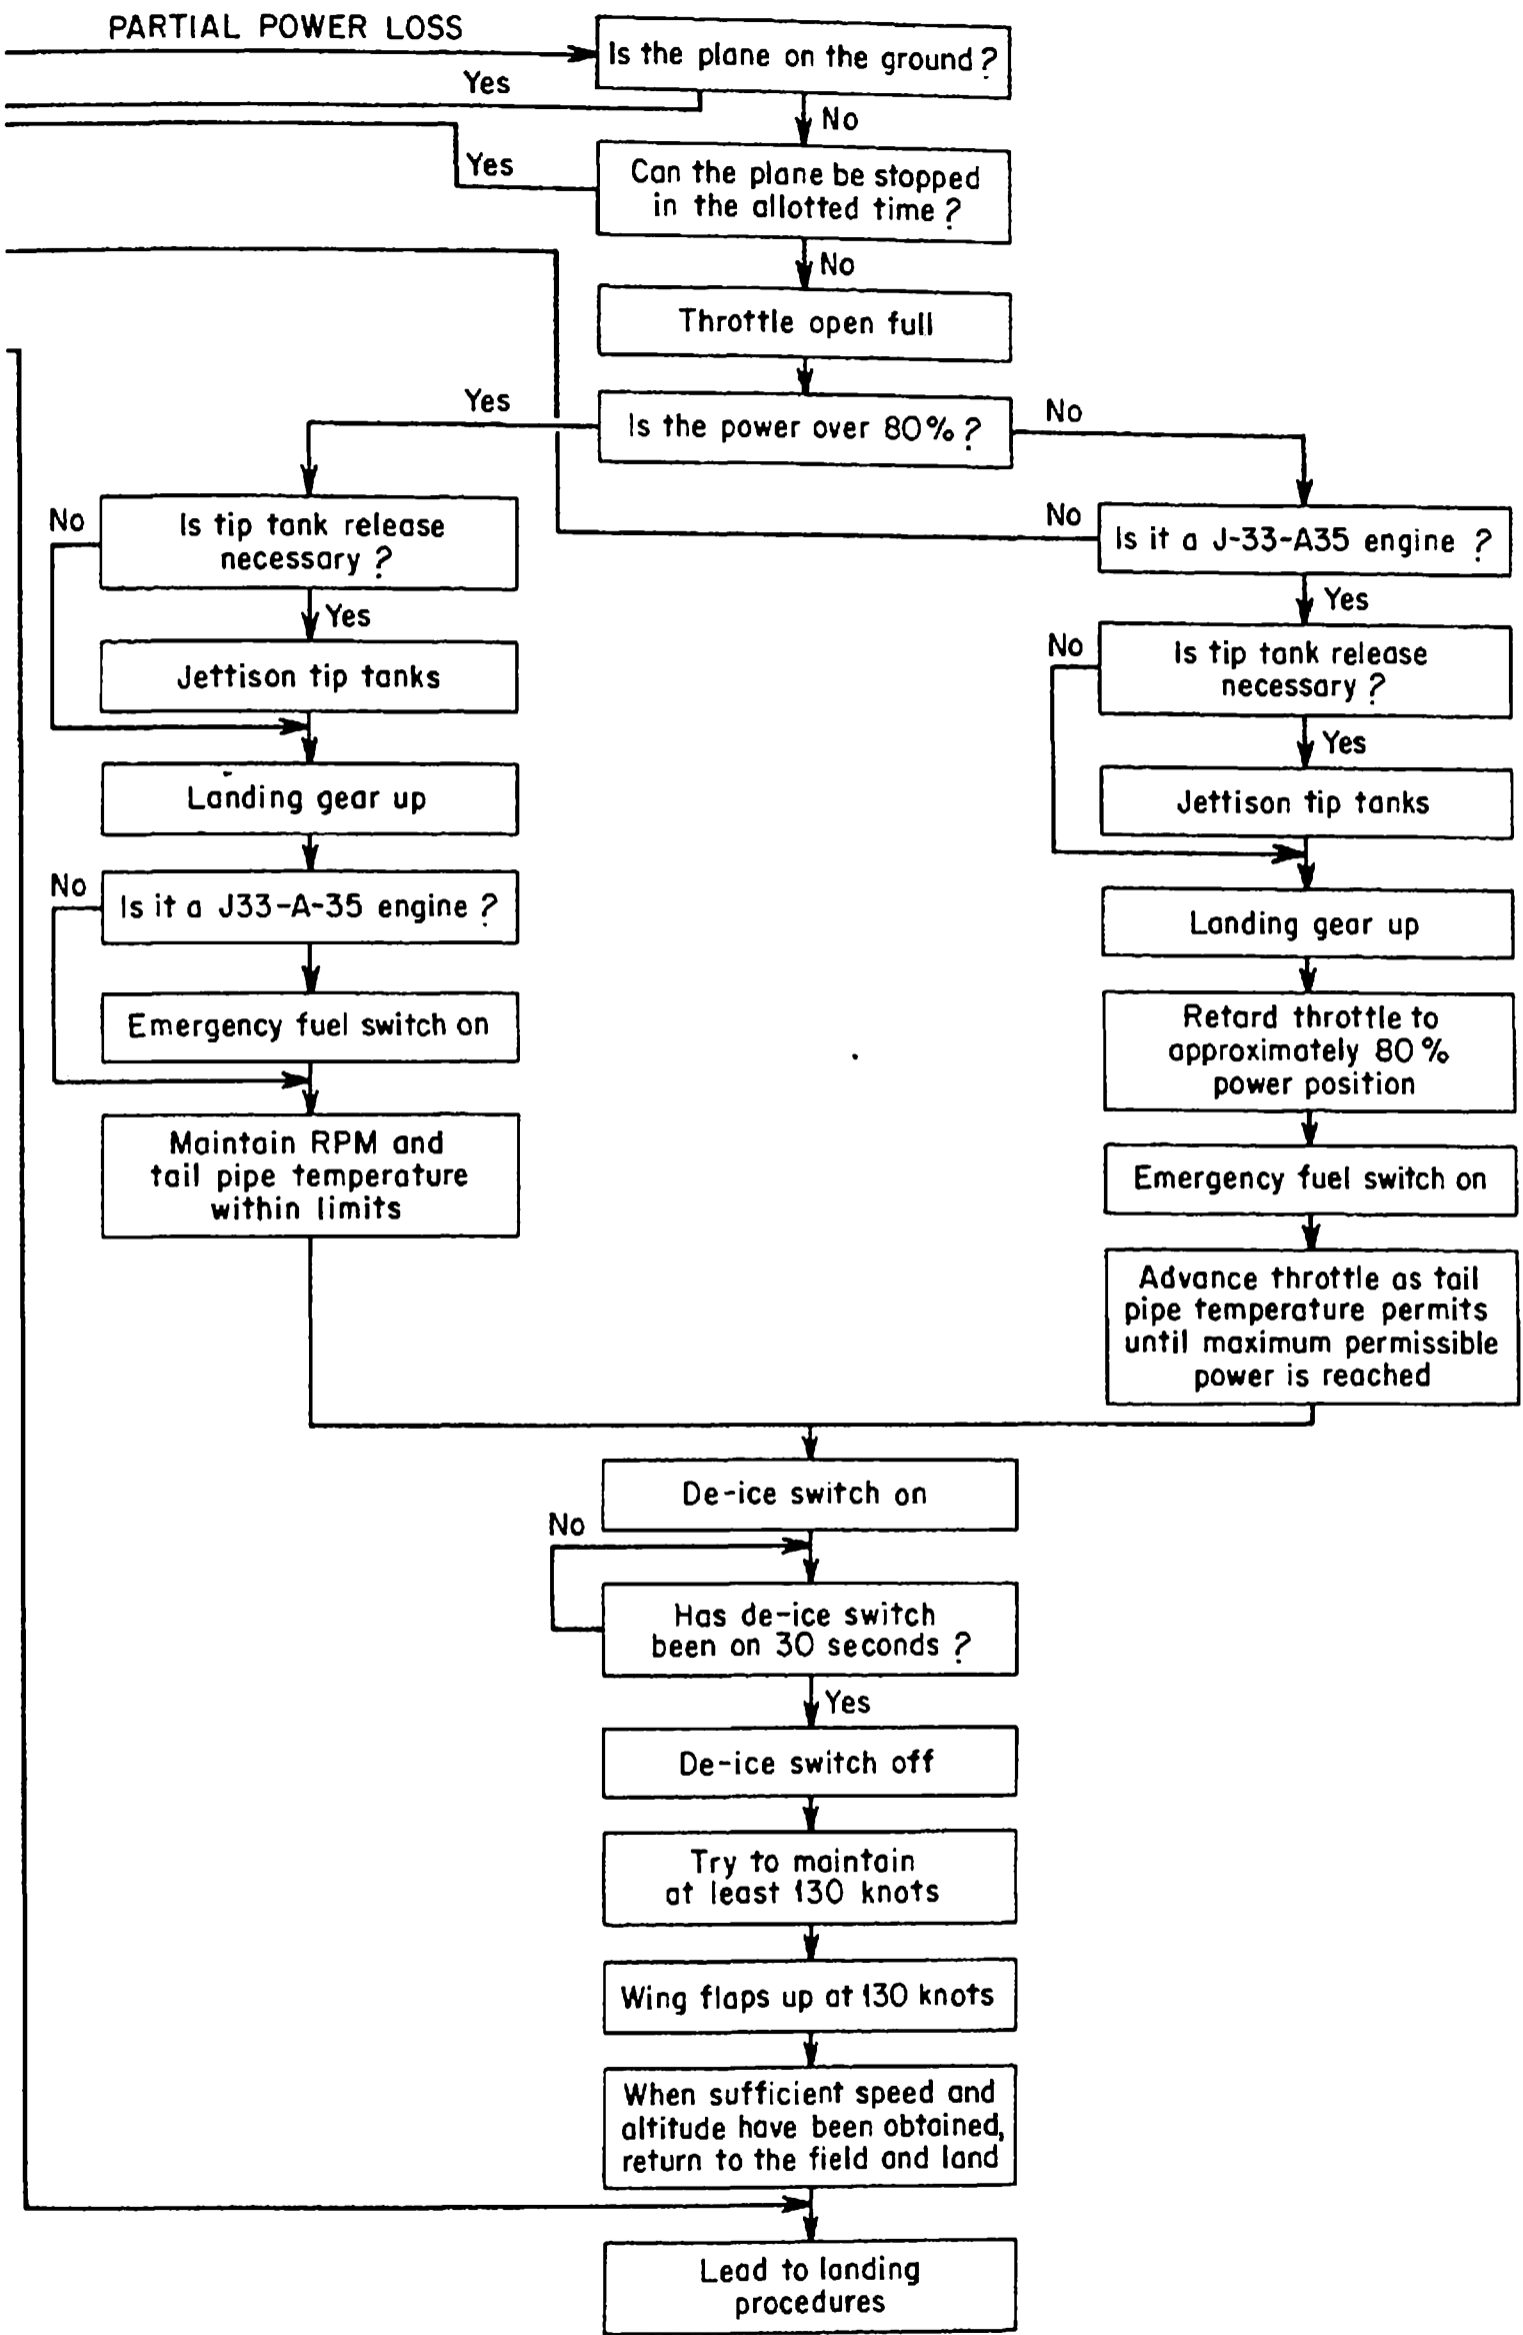 PARTIAL POWER LOSS
Is the plane on the ground?
Yes
No
Yes
Can the plane be stopped
in the allotted time?
No
Throttle open full
Yes
Is the power over 80%?
No
No
Is tip tank release
necessary?
No
Is it a J-33-A35 engine?
Yes
Yes
Jettison tip tanks
No
Is tip tank release
necessary?
Yes
Landing gear up
Jettison tip tanks
No
Is it a J33-A-35 engine?
Landing gear up
Emergency fuel switch on
Retard throttle to
approximately 80%
power position
Maintain RPM and
tail pipe temperature
within limits
Emergency fuel switch on
Advance throttle as tail
pipe temperature permits
until maximum permissible
power is reached
De-ice switch on
No
Has de-ice switch
been on 30 seconds?
Yes
De-ice switch off
Try to maintain
at least 130 knots
Wing flaps up at 130 knots
When sufficient speed and
altitude have been obtained,
return to the field and land
Lead to landing
procedures